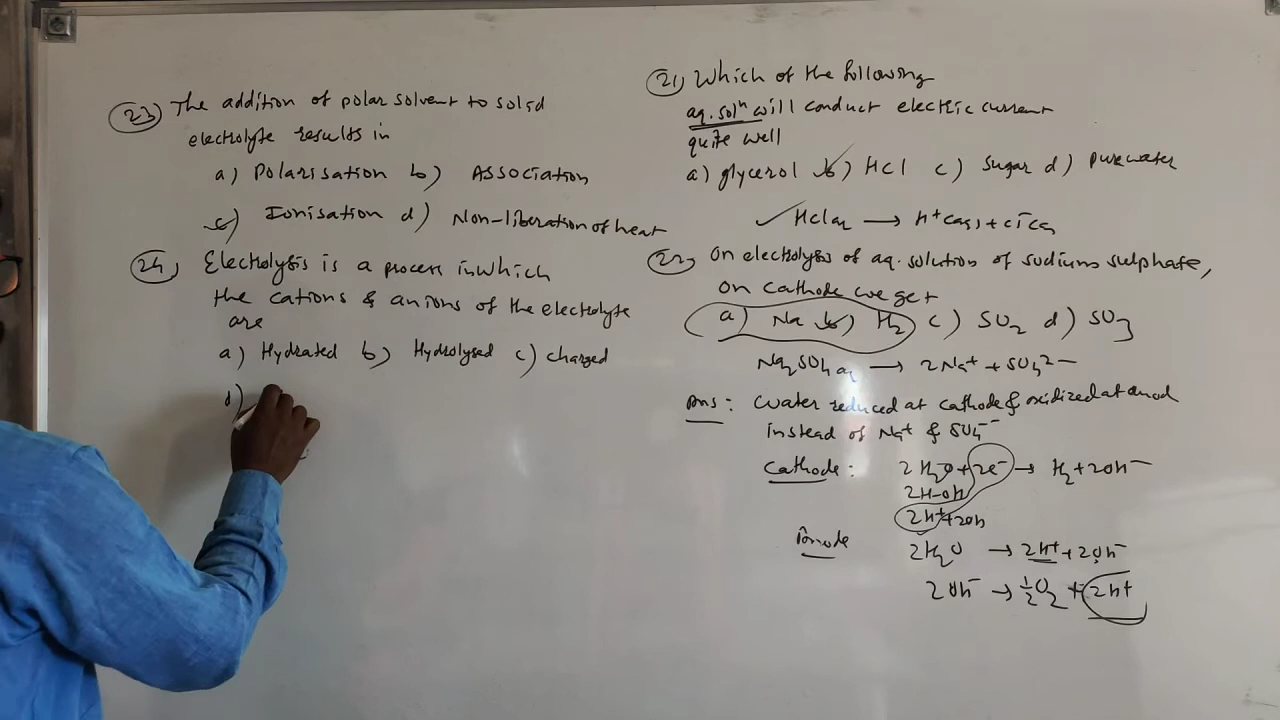 23) The addition of polar solvent to solid
electrolyte results in
a) Polarisation b) Association
c) Ionisation d) Non-liberation of heat
24) Electrolysis is a process in which
the cations & anions of the electrolyte
are
a) Hydrated b) Hydrolysed c) charged
d)
21) Which of the following
aq. solⁿ will conduct electric current
quite well
a) glycerol b) HCl c) Sugar d) pure water
HCl aq → H⁺(aq) + Cl⁻(aq)
22) On electrolysis of aq. solution of sodium sulphate,
on cathode we get
a) Na b) H₂ c) SO₂ d) SO₃
Na₂SO₄ aq → 2Na⁺ + SO₄²⁻
Ans: Water reduced at cathode & oxidized at anod
instead of Na⁺ & SO₄⁻⁻
Cathode: 2H₂O + 2e⁻ → H₂ + 2OH⁻
2H-OH
2H⁺ + 2OH
Anode 2H₂O → 2H⁺ + 2OH⁻
2OH⁻ → ½O₂ + 2H⁺